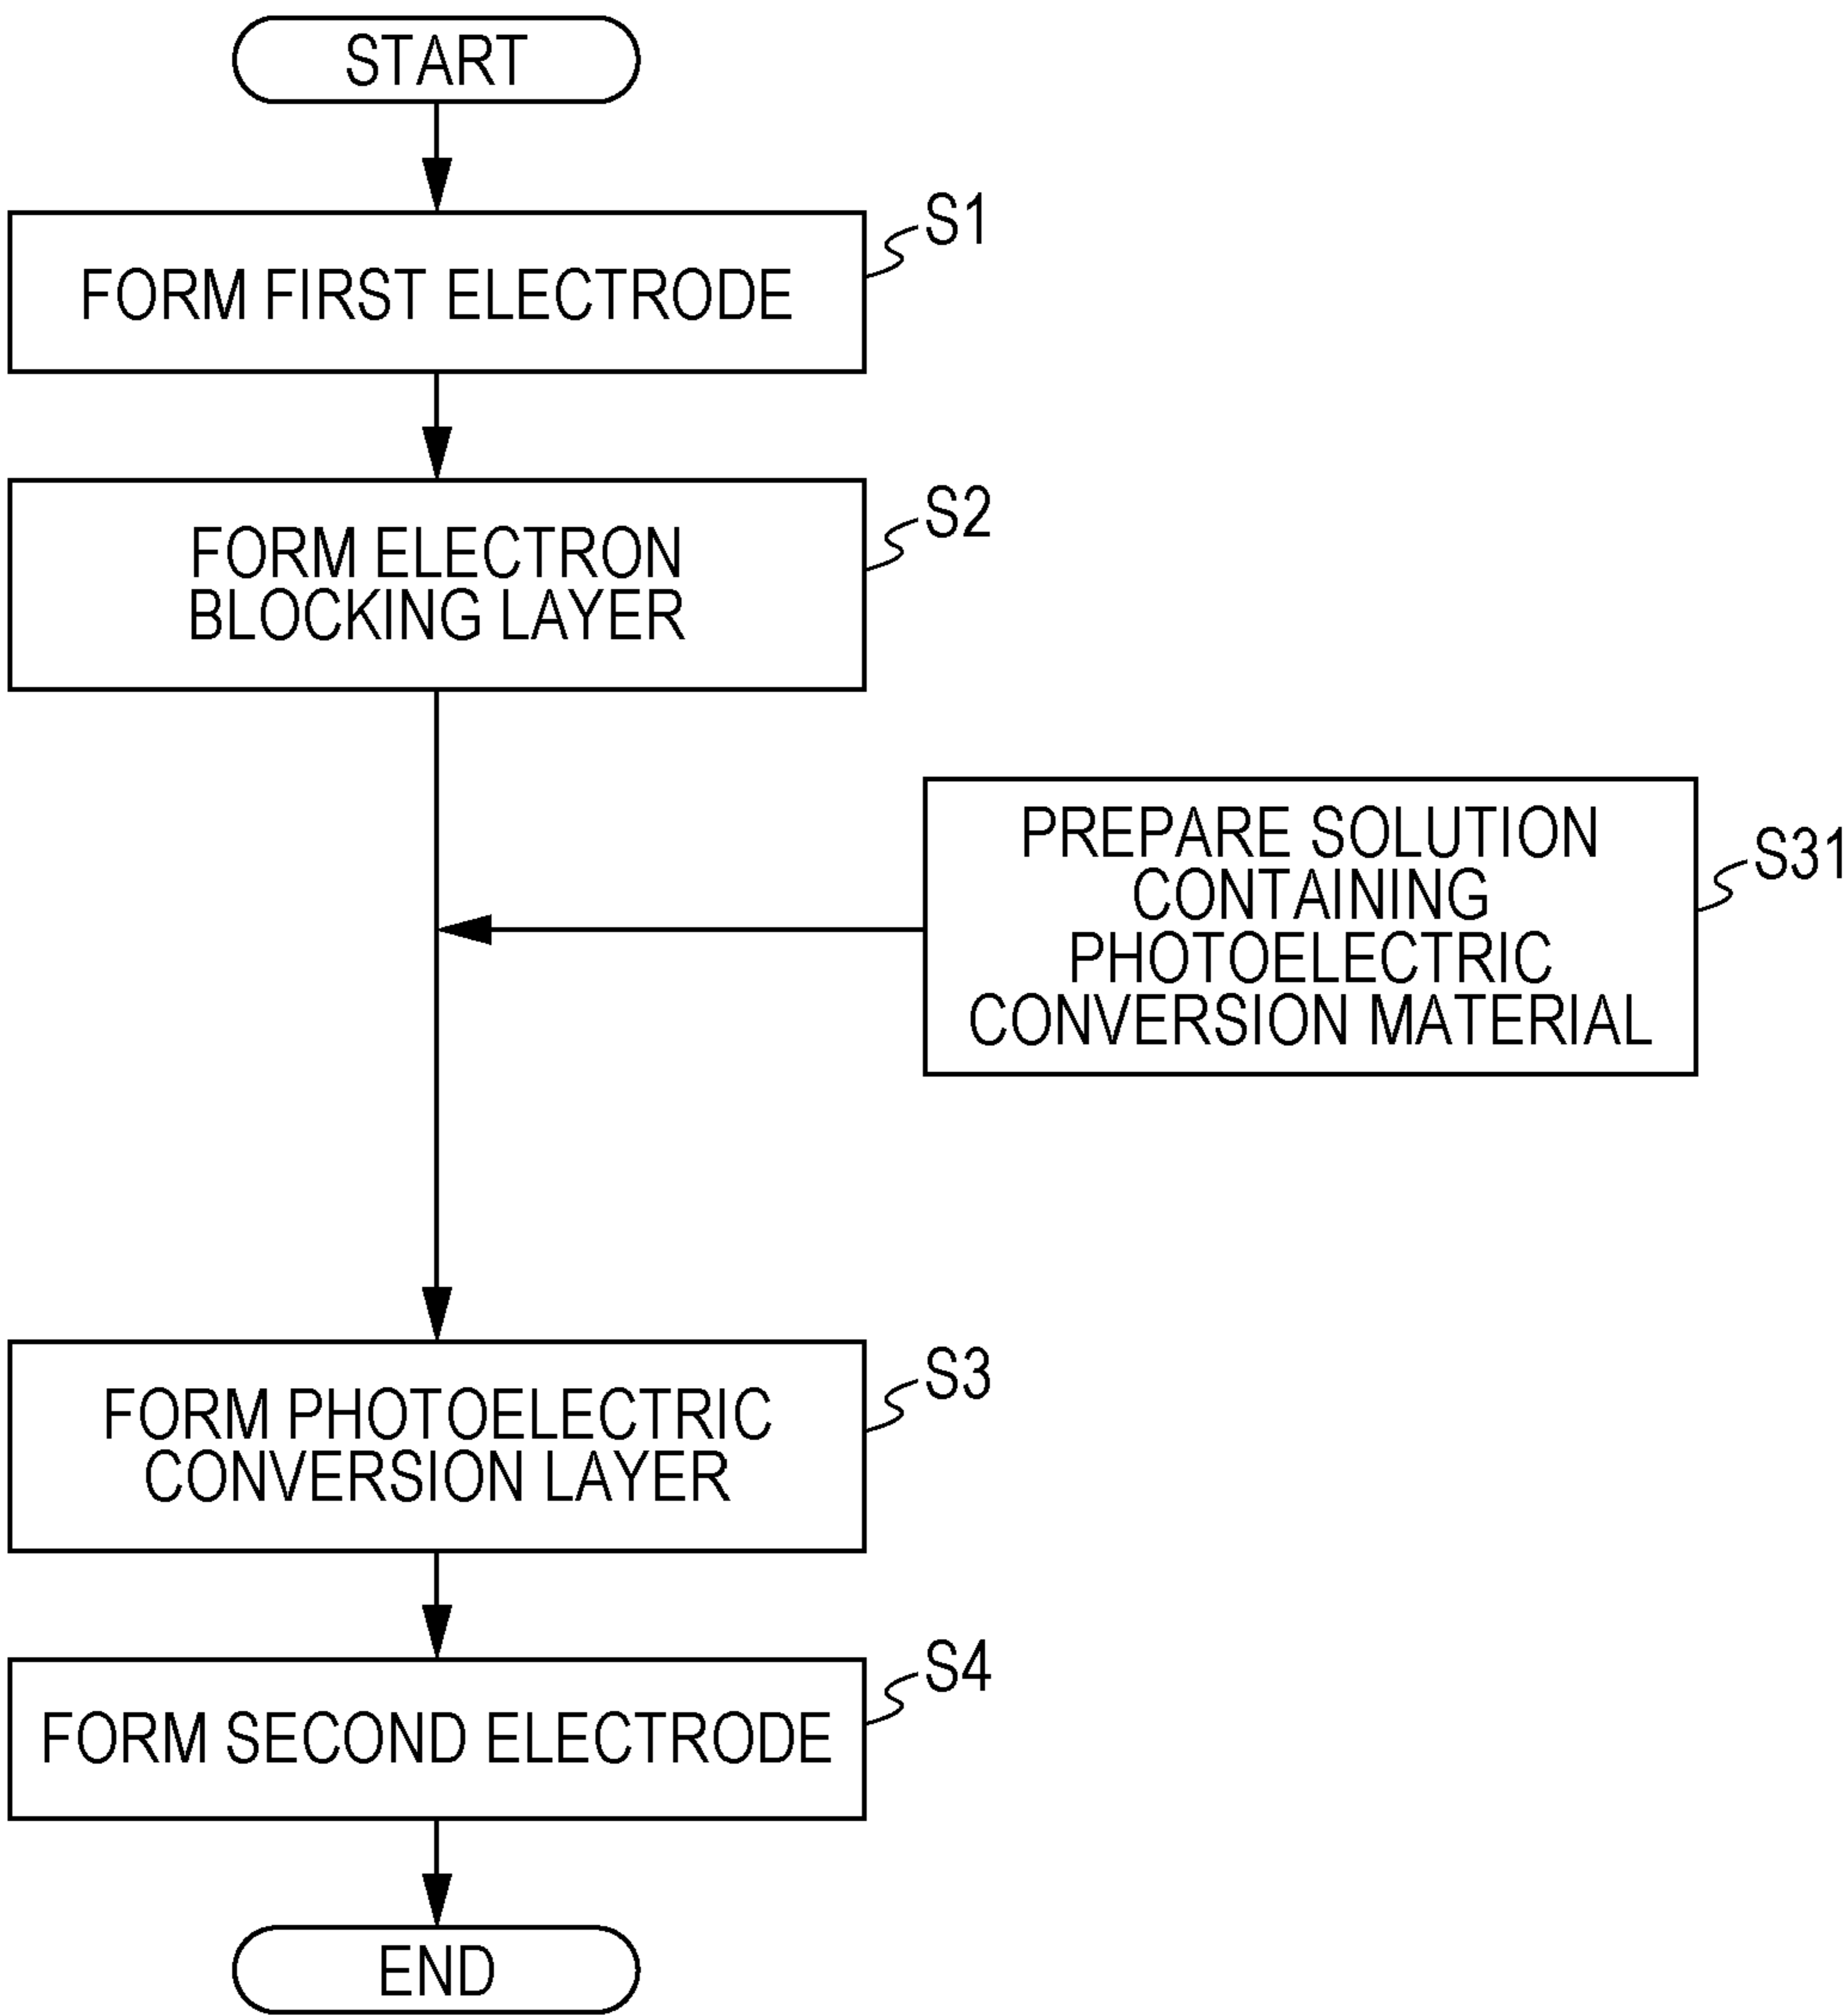 START
S1
FORM FIRST ELECTRODE
S2
FORM ELECTRON
BLOCKING LAYER
PREPARE SOLUTION
CONTAINING
PHOTOELECTRIC
CONVERSION MATERIAL
S31
S3
FORM PHOTOELECTRIC
CONVERSION LAYER
S4
FORM SECOND ELECTRODE
END